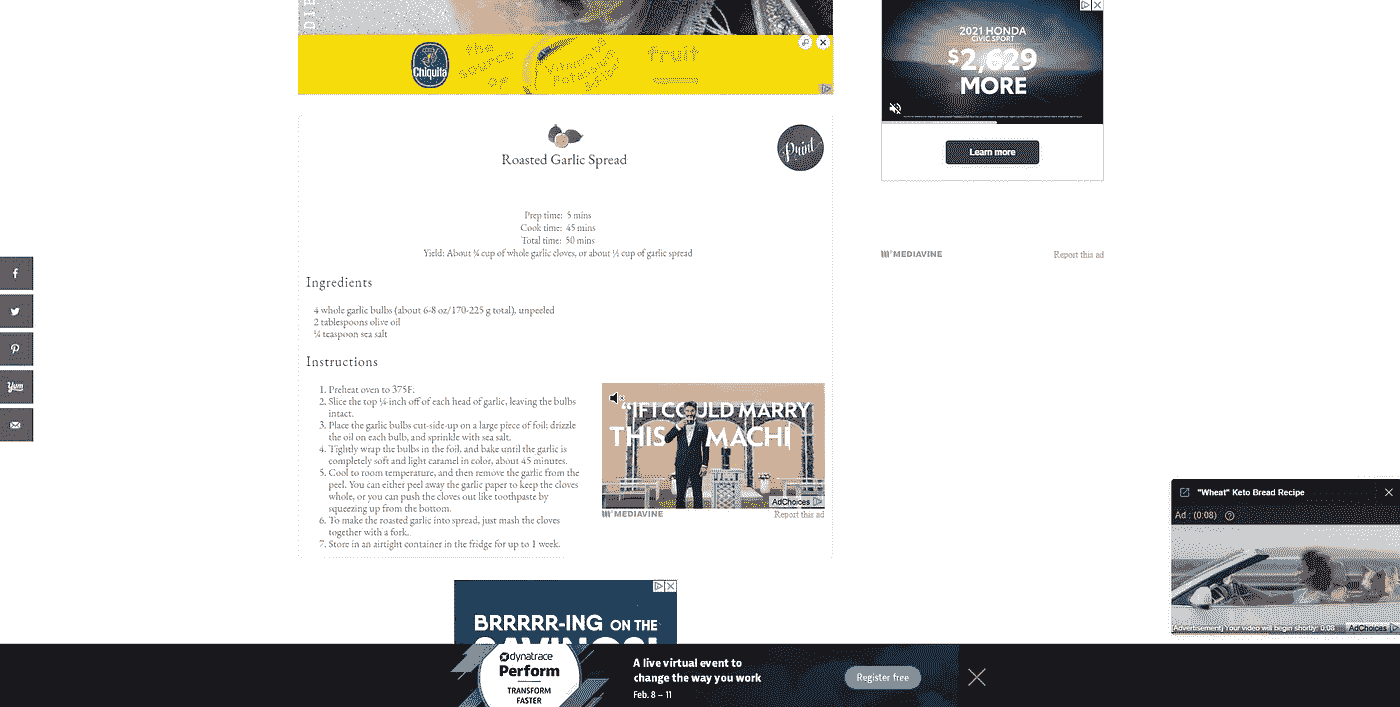 DIE
Chiquita
the
source
of
fruit
2021 HONDA
CIVIC SPORT
$2,629
MORE
Learn more
MEDIAVINE
Report this ad
Roasted Garlic Spread
Print
Prep time: 5 mins
Cook time: 45 mins
Total time: 50 mins
Yield: About ¾ cup of whole garlic cloves, or about ½ cup of garlic spread
Ingredients
4 whole garlic bulbs (about 6-8 oz/170-225 g total), unpeeled
2 tablespoons olive oil
¼ teaspoon sea salt
Instructions
1. Preheat oven to 375F.
2. Slice the top ¼-inch off of each head of garlic, leaving the bulbs
intact.
3. Place the garlic bulbs cut-side-up on a large piece of foil; drizzle
the oil on each bulb, and sprinkle with sea salt.
4. Tightly wrap the bulbs in the foil, and bake until the garlic is
completely soft and light caramel in color, about 45 minutes.
5. Cool to room temperature, and then remove the garlic from the
peel. You can either peel away the garlic paper to keep the cloves
whole, or you can push the cloves out like toothpaste by
squeezing up from the bottom.
6. To make the roasted garlic into spread, just mash the cloves
together with a fork.
7. Store in an airtight container in the fridge for up to 1 week.
"IF I COULD MARRY
THIS MACHI
AdChoices
MEDIAVINE
Report this ad
Yum
"Wheat" Keto Bread Recipe
Ad : (0:08)
Advertisement| Your video will begin shortly: 0:08
AdChoices
BRRRR-ING ON THE
SAVINGS!
dynatrace
Perform
TRANSFORM
FASTER
A live virtual event to
change the way you work
Feb. 8 – 11
Register free